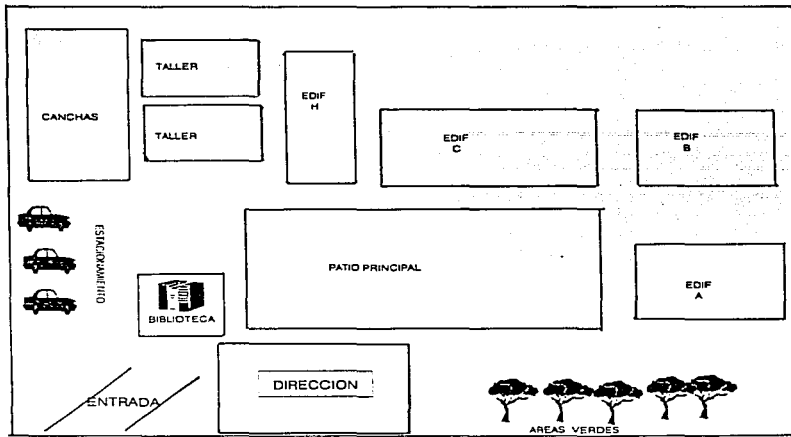 CANCHAS
TALLER
TALLER
EDIF
H
EDIF
C
EDIF
B
ESTACIONAMIENTO
PATIO PRINCIPAL
EDIF
A
BIBLIOTECA
ENTRADA
DIRECCION
AREAS VERDES